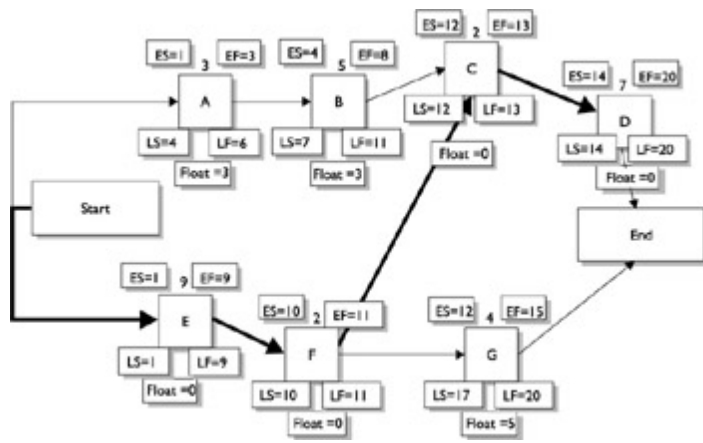 ES=12
2
EF=13
C
LS=12
LF=13
Float =0
ES=1
3
EF=3
A
LS=4
LF=6
Float =3
ES=4
5
EF=8
B
LS=7
LF=11
Float =3
ES=14
7
EF=20
D
LS=14
LF=20
Float =0
Start
End
ES=1
9
EF=9
E
LS=1
LF=9
Float =0
ES=10
2
EF=11
F
LS=10
LF=11
Float =0
ES=12
4
EF=15
G
LS=17
LF=20
Float =5